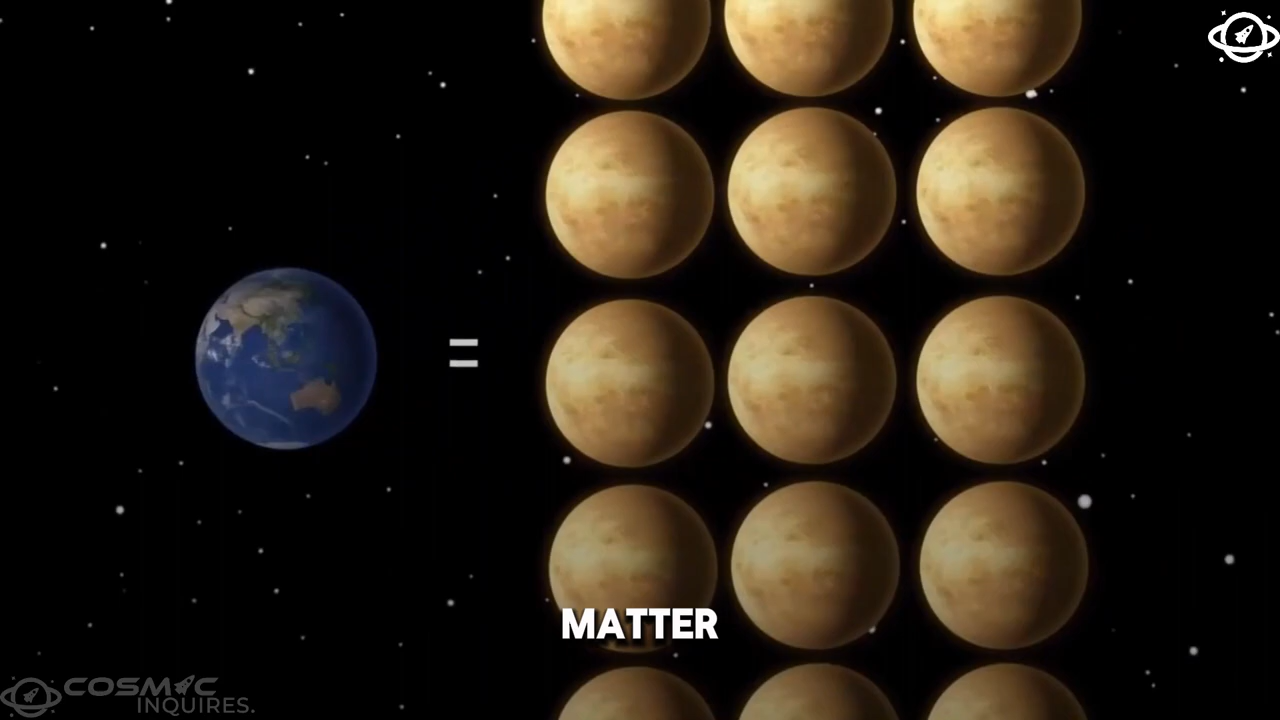 =
MATTER
COSMIC
INQUIRES.